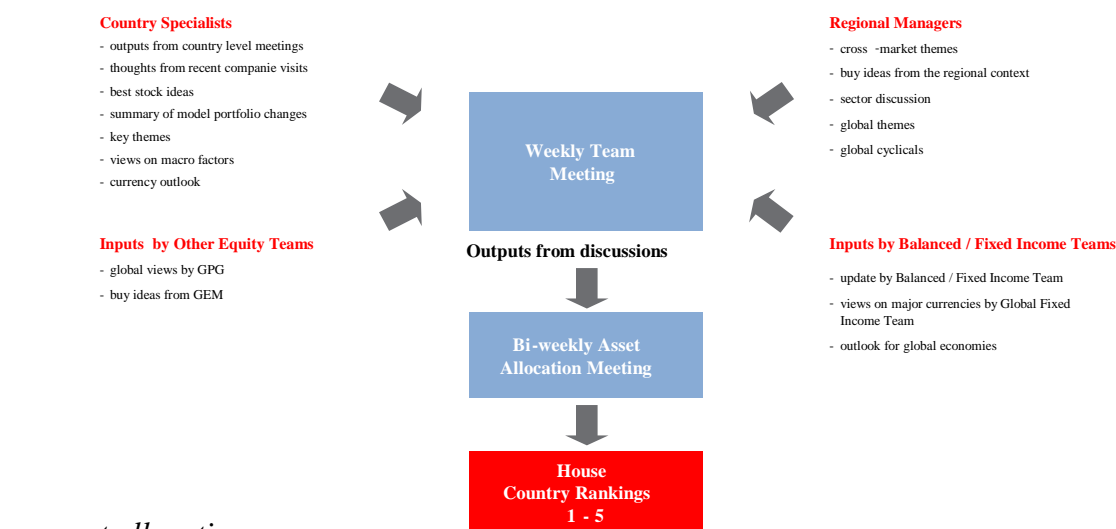 Country Specialists
- outputs from country level meetings
- thoughts from recent companie visits
- best stock ideas
- summary of model portfolio changes
- key themes
- views on macro factors
- currency outlook
Inputs by Other Equity Teams
- global views by GPG
- buy ideas from GEM
Weekly Team
Meeting
Outputs from discussions
Bi-weekly Asset
Allocation Meeting
House
Country Rankings
1 - 5
Regional Managers
- cross -market themes
- buy ideas from the regional context
- sector discussion
- global themes
- global cyclicals
Inputs by Balanced / Fixed Income Teams
- update by Balanced / Fixed Income Team
- views on major currencies by Global Fixed
Income Team
- outlook for global economies